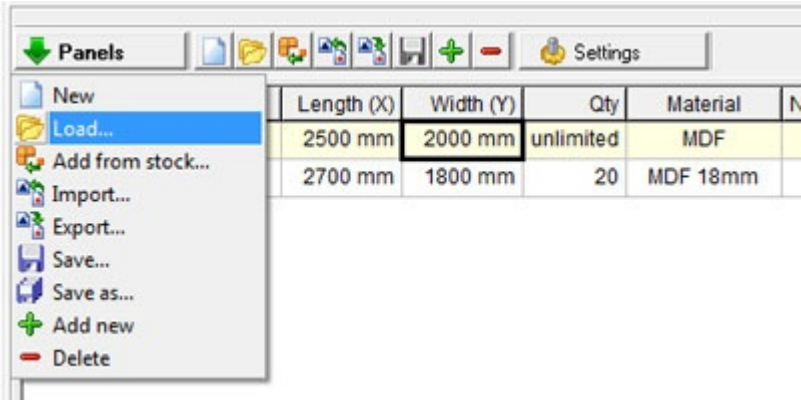 Panels Settings
New
Load...
Add from stock...
Import...
Export...
Save...
Save as...
Add new
Delete
Length (X) Width (Y) Qty Material N
2500 mm 2000 mm unlimited MDF
2700 mm 1800 mm 20 MDF 18mm